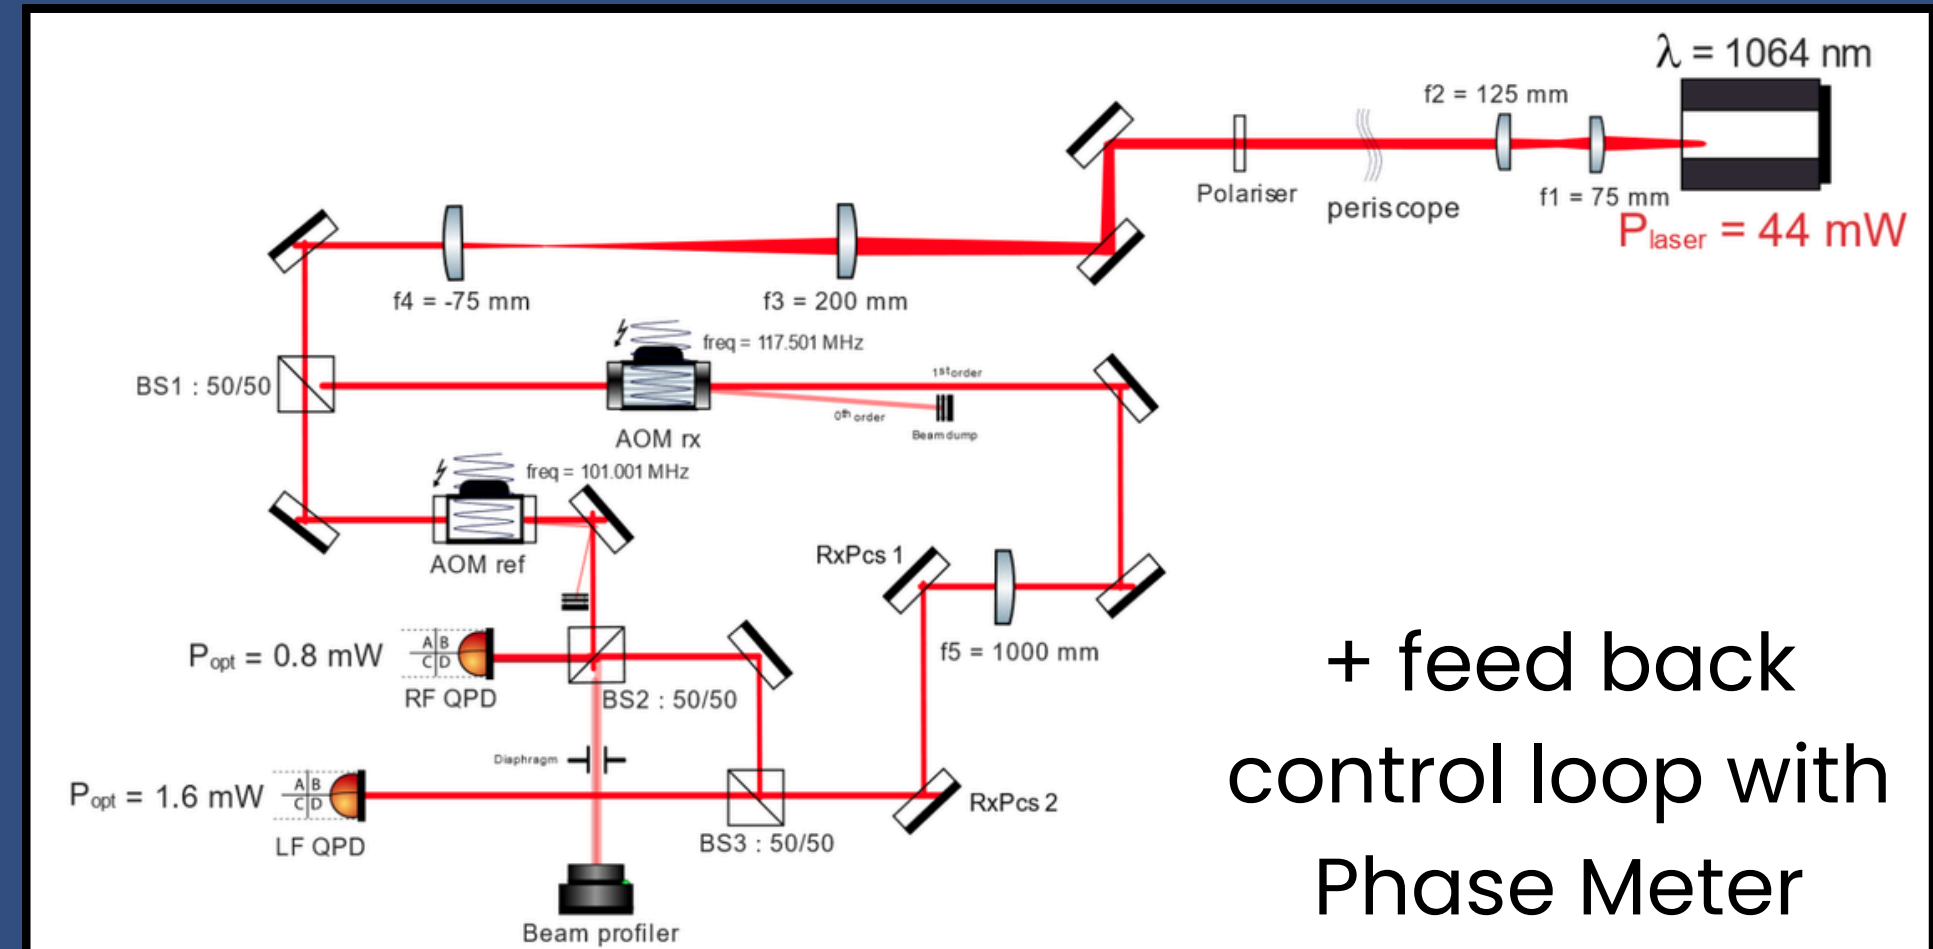 λ = 1064 nm
f2 = 125 mm
f1 = 75 mm
Plaser = 44 mW
Polariser
periscope
f4 = -75 mm
f3 = 200 mm
freq = 117.501 MHz
BS1 : 50/50
1st order
0th order
Beam dump
AOM rx
freq = 101.001 MHz
AOM ref
RxPcs 1
f5 = 1000 mm
Popt = 0.8 mW
A B
C D
RF QPD
BS2 : 50/50
Diaphragm
Popt = 1.6 mW
A B
C D
LF QPD
BS3 : 50/50
RxPcs 2
Beam profiler
+ feed back
control loop with
Phase Meter